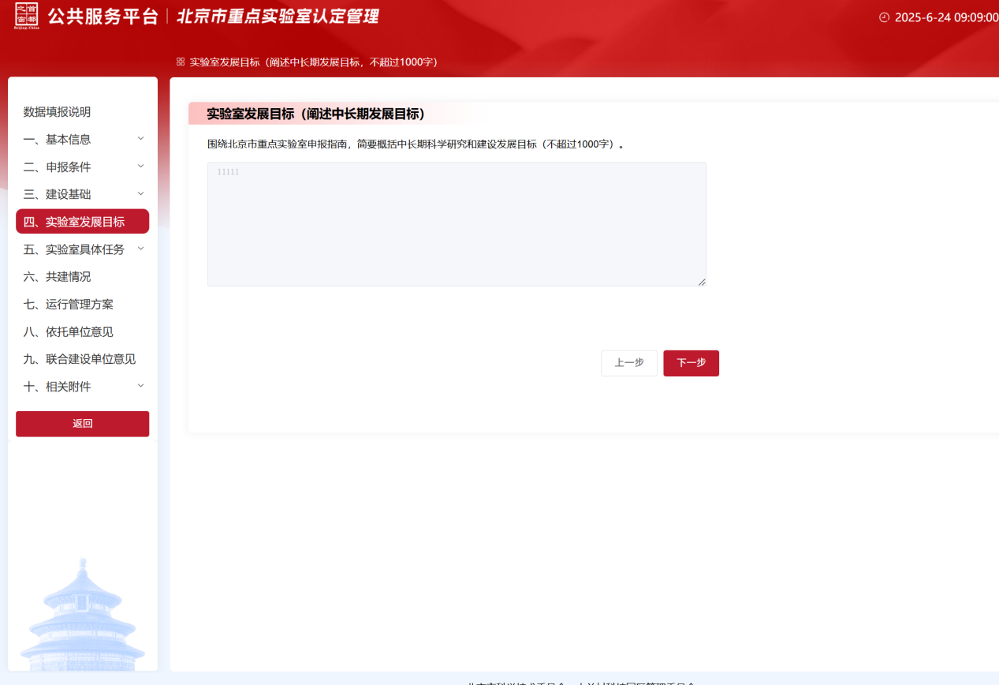 首都之窗
Beijing-China
公共服务平台
北京市重点实验室认定管理
2025-6-24 09:09:00
实验室发展目标（阐述中长期发展目标，不超过1000字）
数据填报说明
一、基本信息
二、申报条件
三、建设基础
四、实验室发展目标
五、实验室具体任务
六、共建情况
七、运行管理方案
八、依托单位意见
九、联合建设单位意见
十、相关附件
返回
实验室发展目标（阐述中长期发展目标）
围绕北京市重点实验室申报指南，简要概括中长期科学研究和建设发展目标（不超过1000字）。
11111
上一步
下一步